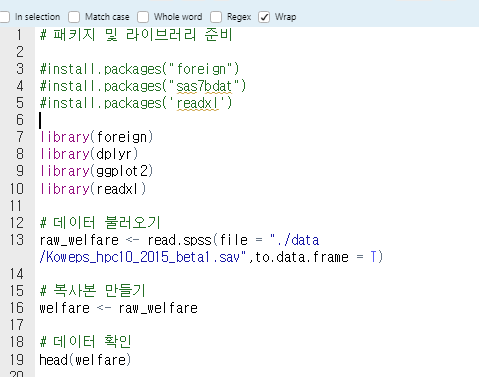 In selection Match case Whole word Regex Wrap
1 # 패키지 및 라이브러리 준비
2
3 #install.packages("foreign")
4 #install.packages("sas7bdat")
5 #install.packages('readxl')
6
7 library(foreign)
8 library(dplyr)
9 library(ggplot2)
10 library(readxl)
11
12 # 데이터 불러오기
13 raw_welfare <- read.spss(file = "./data
/Koweps_hpc10_2015_beta1.sav",to.data.frame = T)
14
15 # 복사본 만들기
16 welfare <- raw_welfare
17
18 # 데이터 확인
19 head(welfare)
20